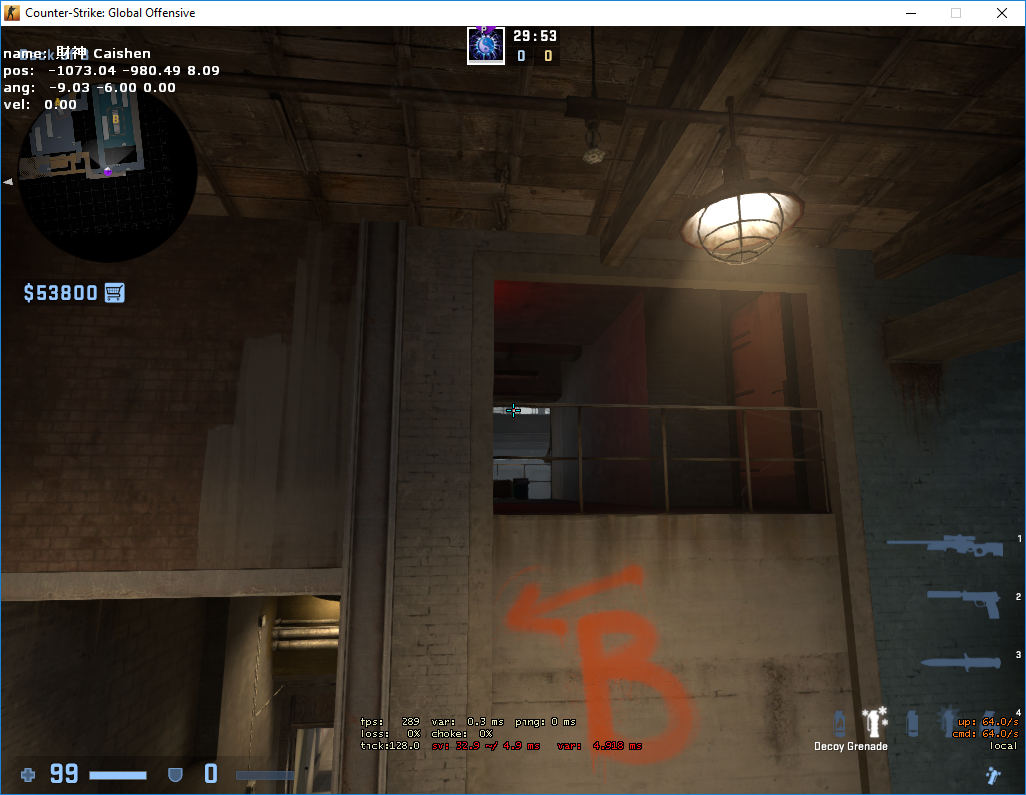 Counter-Strike: Global Offensive
name: 財神 Caishen
pos: -1073.04 -980.49 8.09
ang: -9.03 -6.00 0.00
vel: 0.00
29:53
0 0
B
$53800
1
2
3
4
B
fps: 289 var: 0.3 ms ping: 0 ms
loss: 0% choke: 0%
tick:128.0 sv: 32.9 ~/ 4.9 ms var: 4.918 ms
up: 64.0/s
cmd: 64.0/s
local
Decoy Grenade
99 0